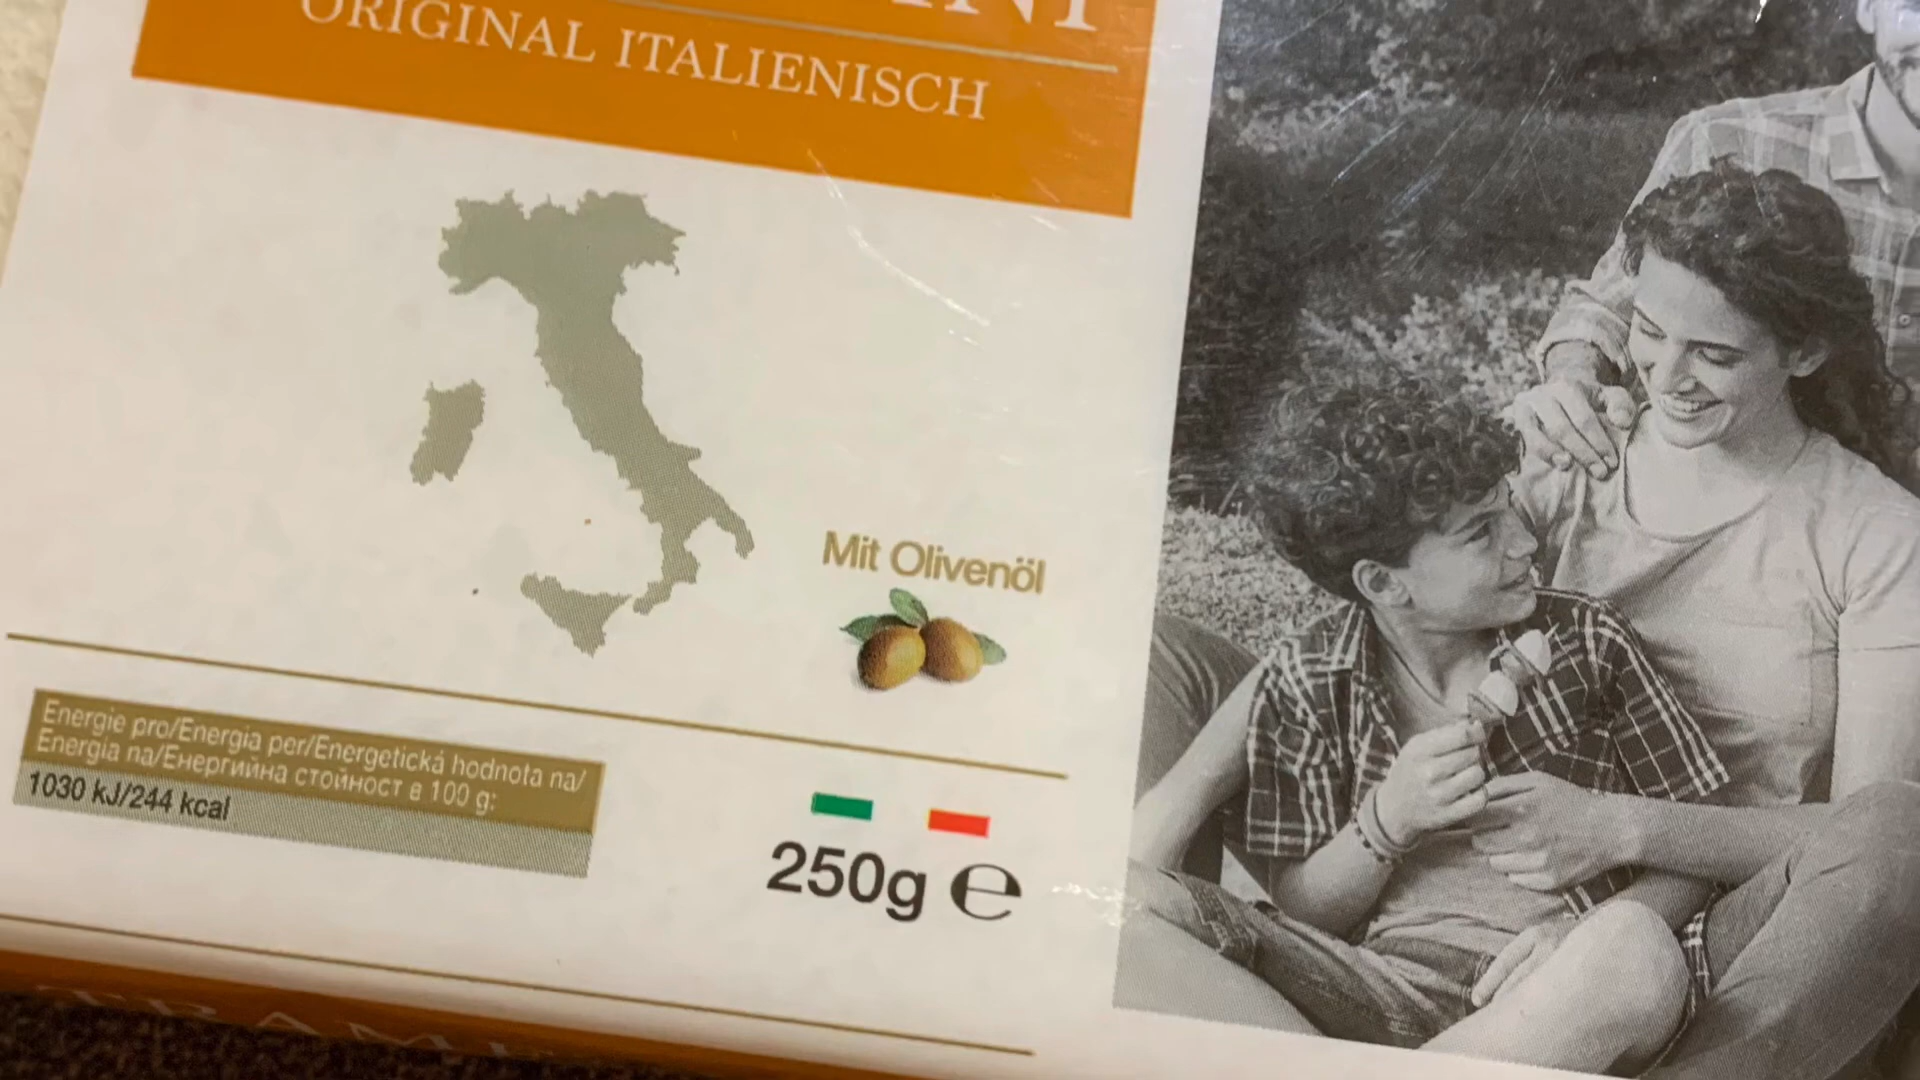 ORIGINAL ITALIENISCH
Mit Olivenöl
Energie pro/Energia per/Energetická hodnota na/
Energia na/Енергийна стойност в 100 g:
1030 kJ/244 kcal
250g ℮